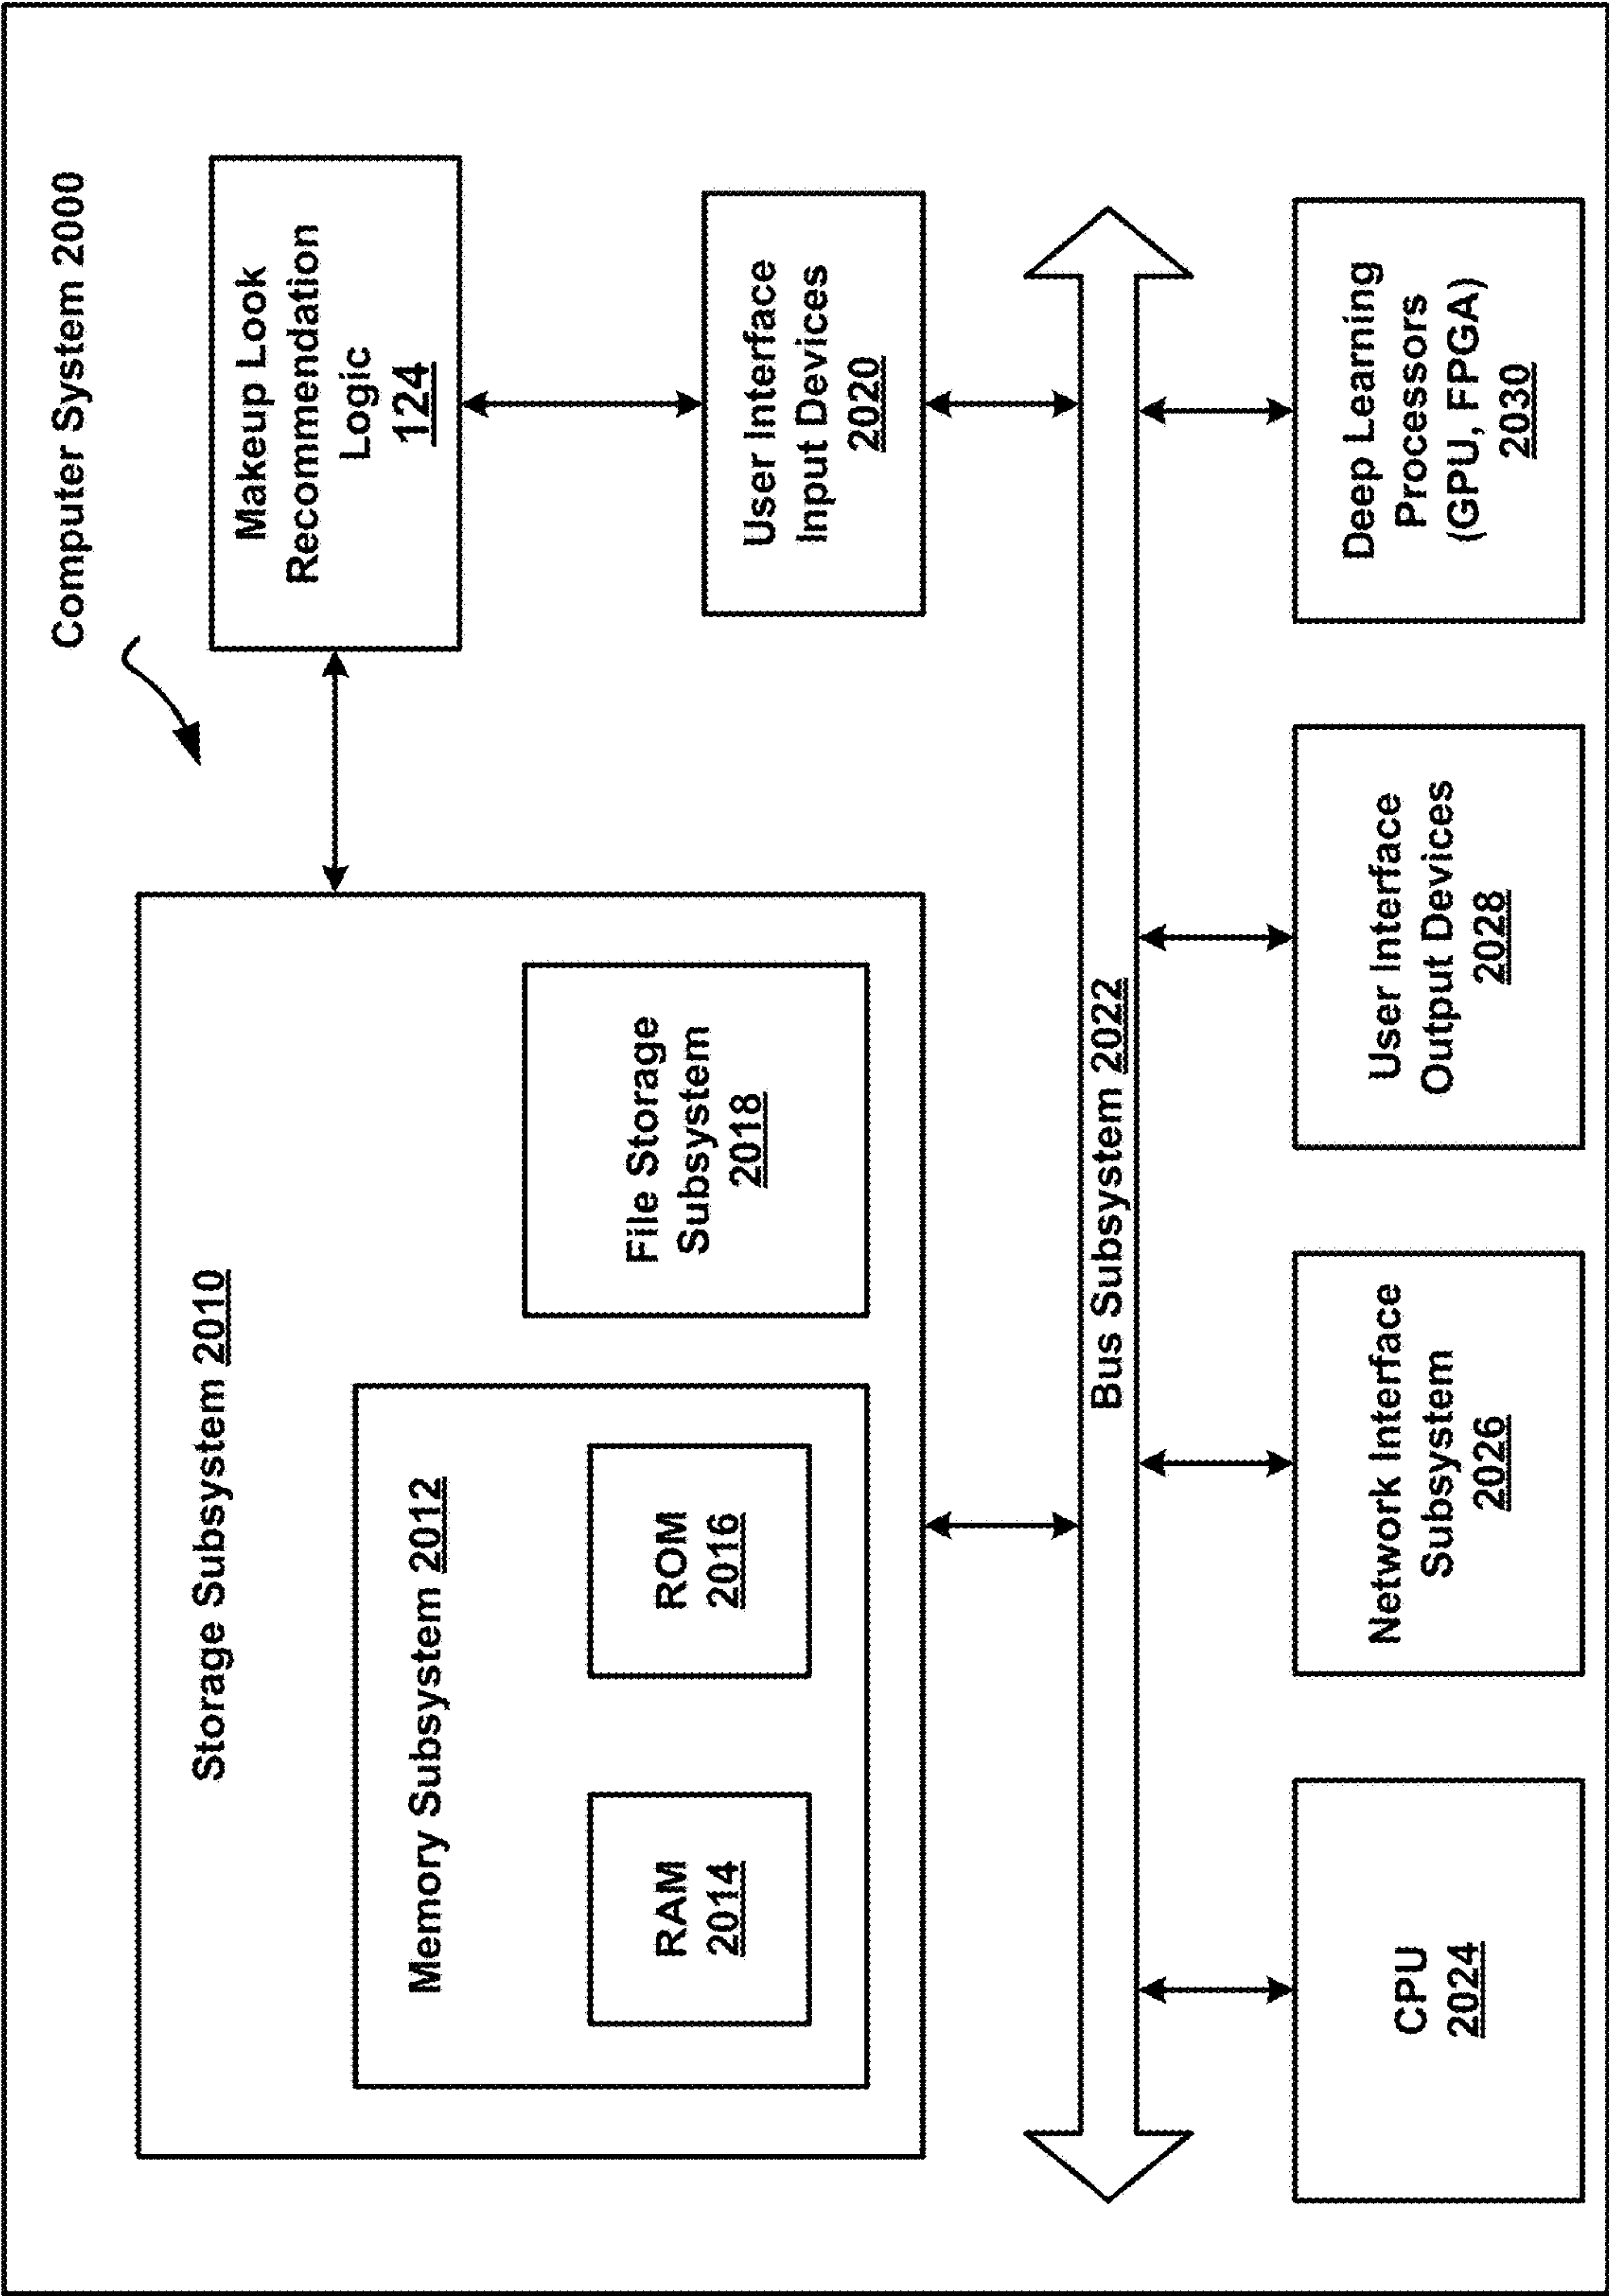 Computer System 2000
Storage Subsystem 2010
Makeup Look
Recommendation
Logic
124
Memory Subsystem 2012
RAM
2014
ROM
2016
File Storage
Subsystem
2018
User Interface
Input Devices
2020
Bus Subsystem 2022
CPU
2024
Network Interface
Subsystem
2026
User Interface
Output Devices
2028
Deep Learning
Processors
(GPU, FPGA)
2030